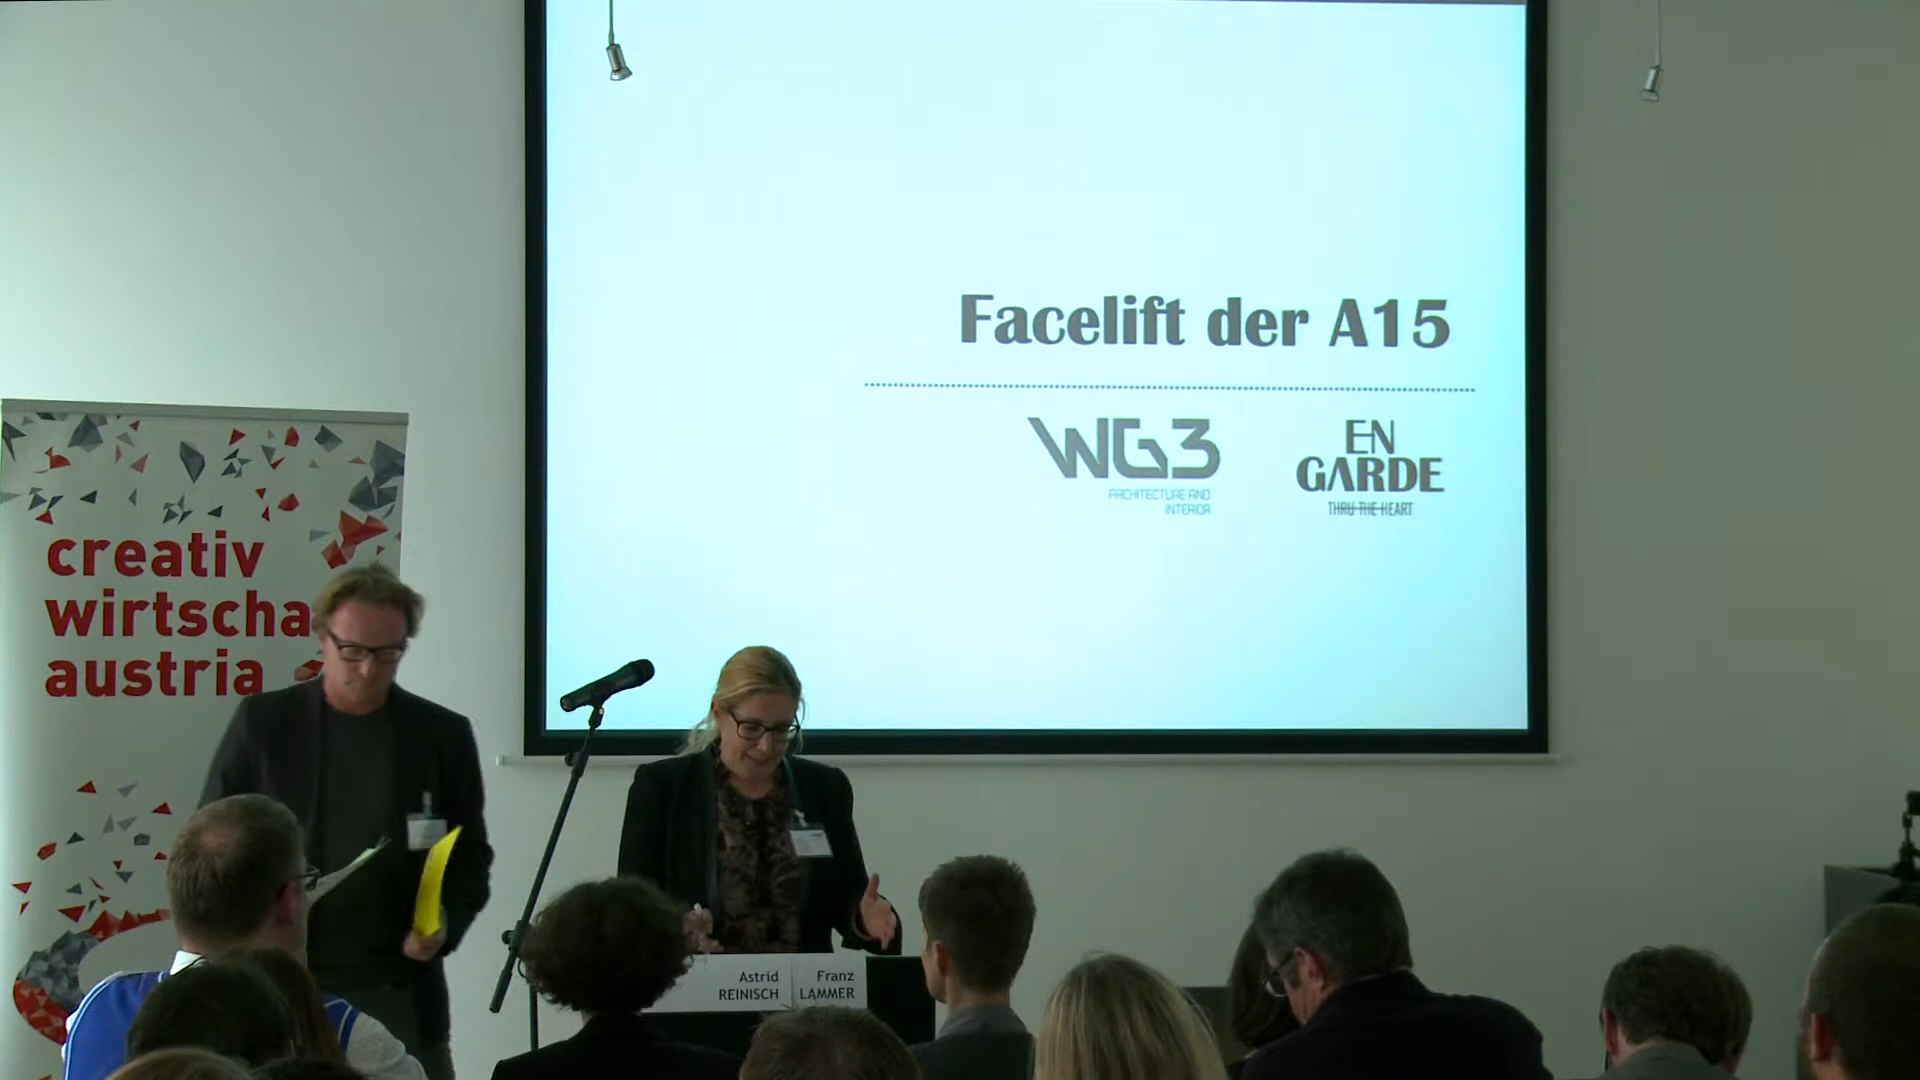 Facelift der A15
WG3
ARCHITECTURE AND
INTERIOR
EN
GARDE
THRU THE HEART
creativ
wirtscha
austria
Astrid
REINISCH
Franz
LAMMER